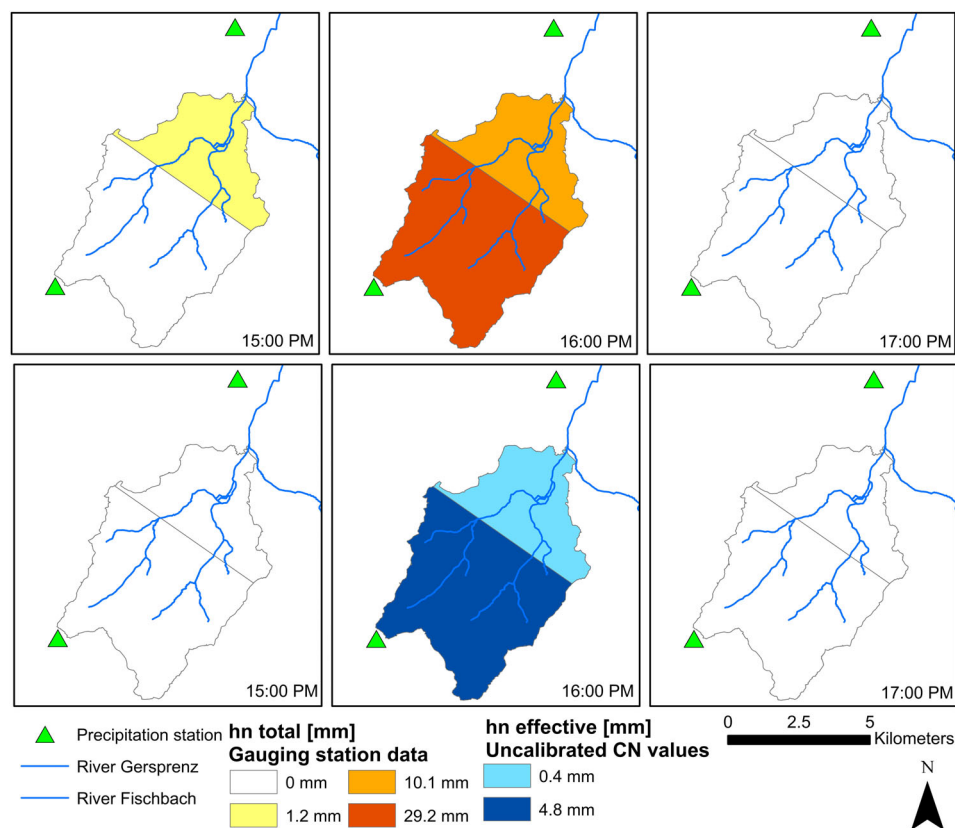 15:00 PM
16:00 PM
17:00 PM
15:00 PM
16:00 PM
17:00 PM
Precipitation station
River Gersprenz
River Fischbach
hn total [mm]
Gauging station data
0 mm
10.1 mm
1.2 mm
29.2 mm
hn effective [mm]
Uncalibrated CN values
0.4 mm
4.8 mm
0 2.5 5
Kilometers
N